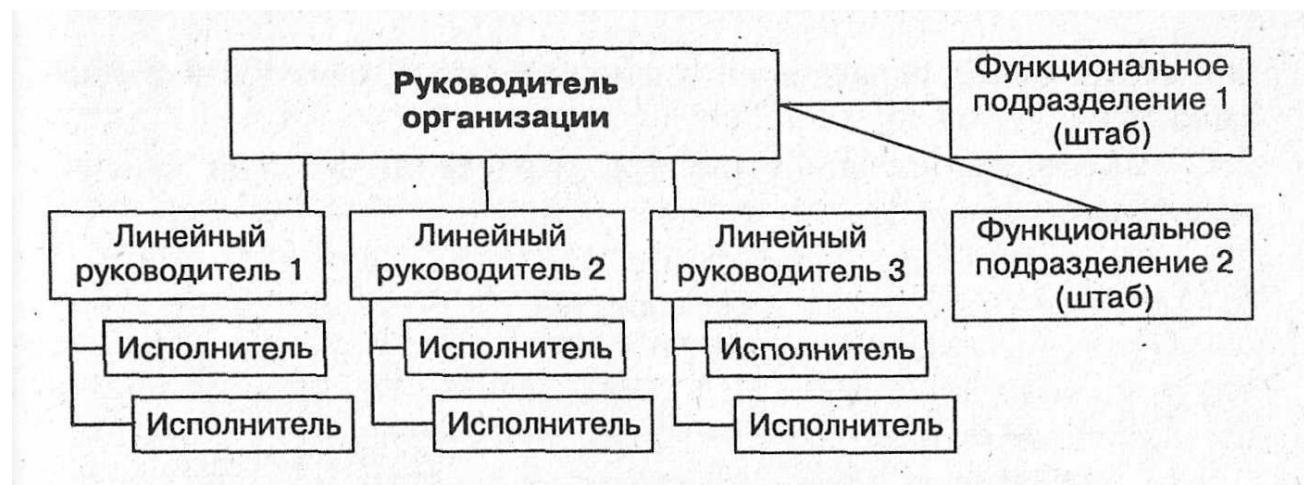 Руководитель
организации
Функциональное
подразделение 1
(штаб)
Линейный
руководитель 1
Линейный
руководитель 2
Линейный
руководитель 3
Функциональное
подразделение 2
(штаб)
Исполнитель
Исполнитель
Исполнитель
Исполнитель
Исполнитель
Исполнитель